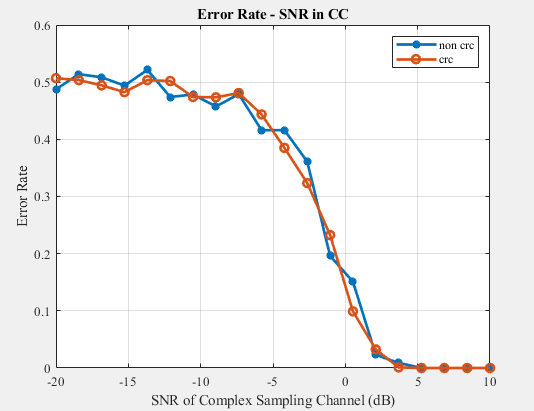 Error Rate - SNR in CC
non crc
crc
Error Rate
0.6
0.5
0.4
0.3
0.2
0.1
0
-20
-15
-10
-5
0
5
10
SNR of Complex Sampling Channel (dB)